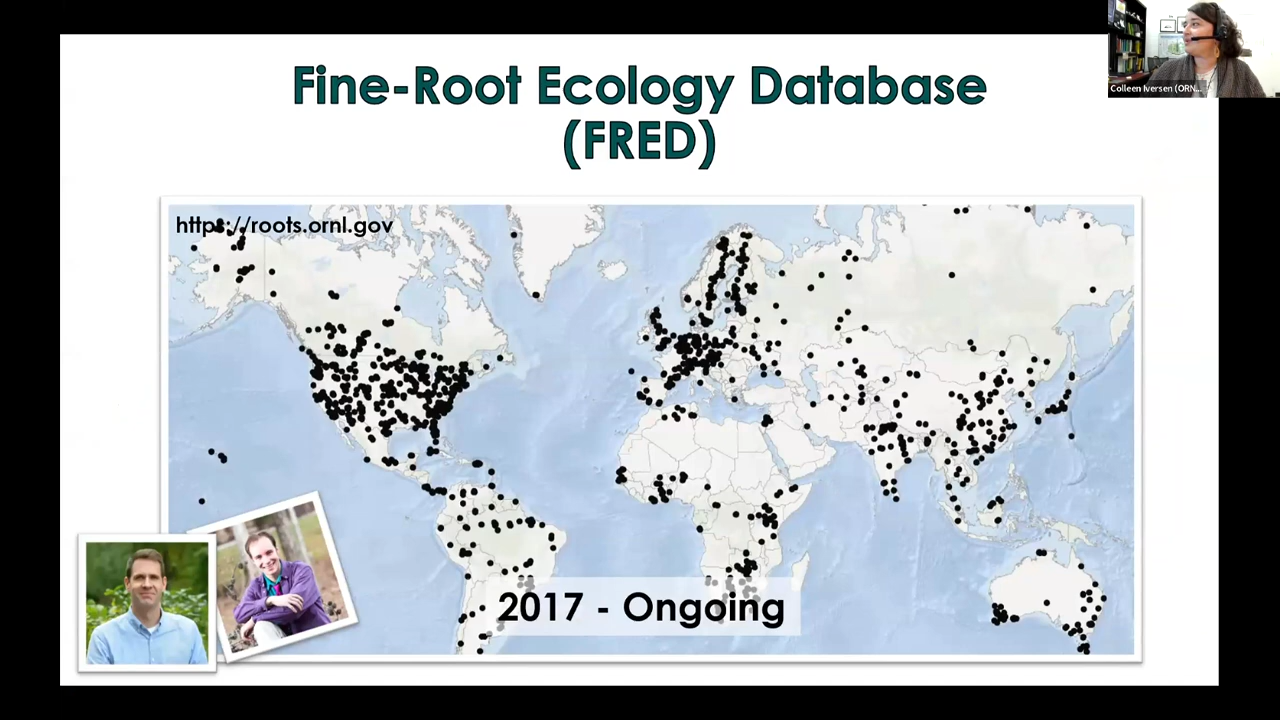 Fine-Root Ecology Database
(FRED)
https://roots.ornl.gov
2017 - Ongoing
Colleen Iversen (ORN...